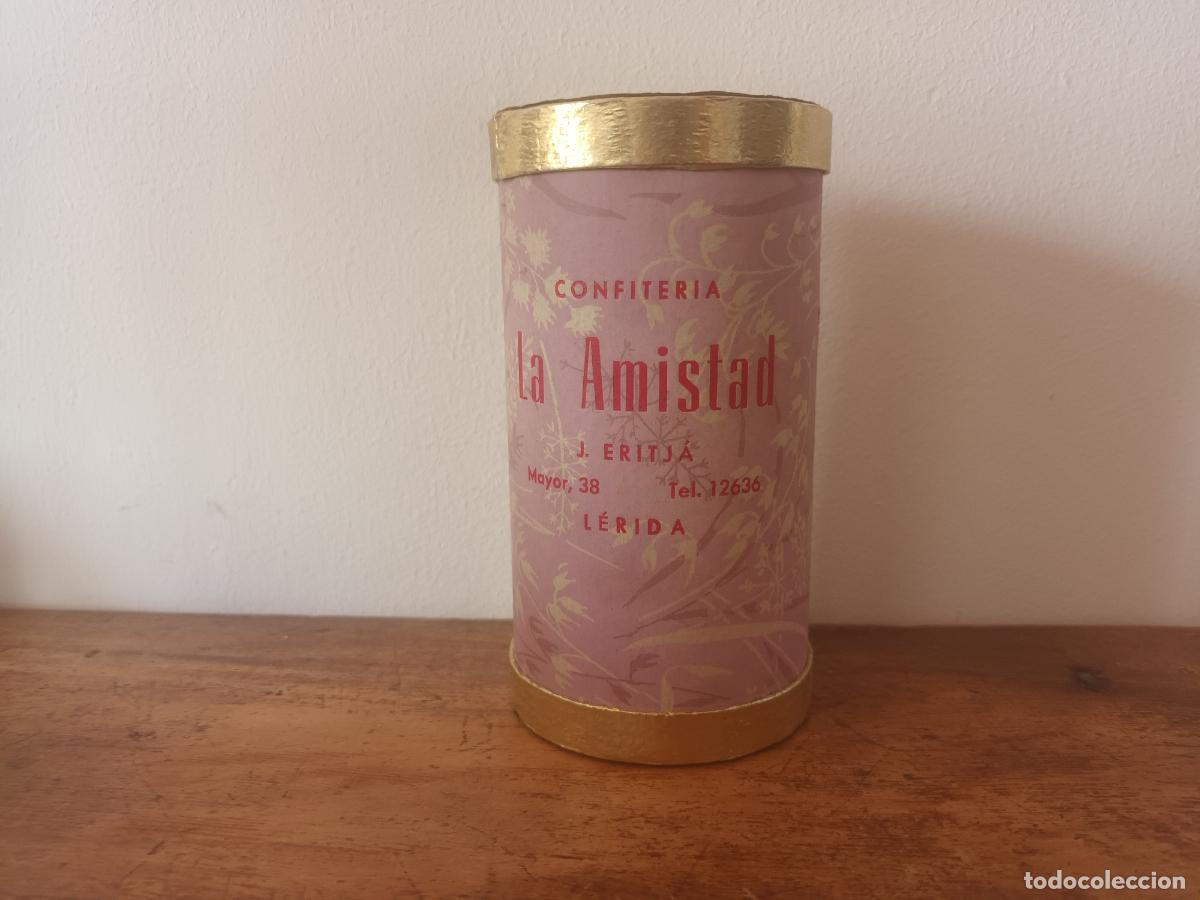 CONFITERIA
La Amistad
J. ERITJÁ
Mayor, 38 Tel. 12636
LÉRIDA
todocoleccion